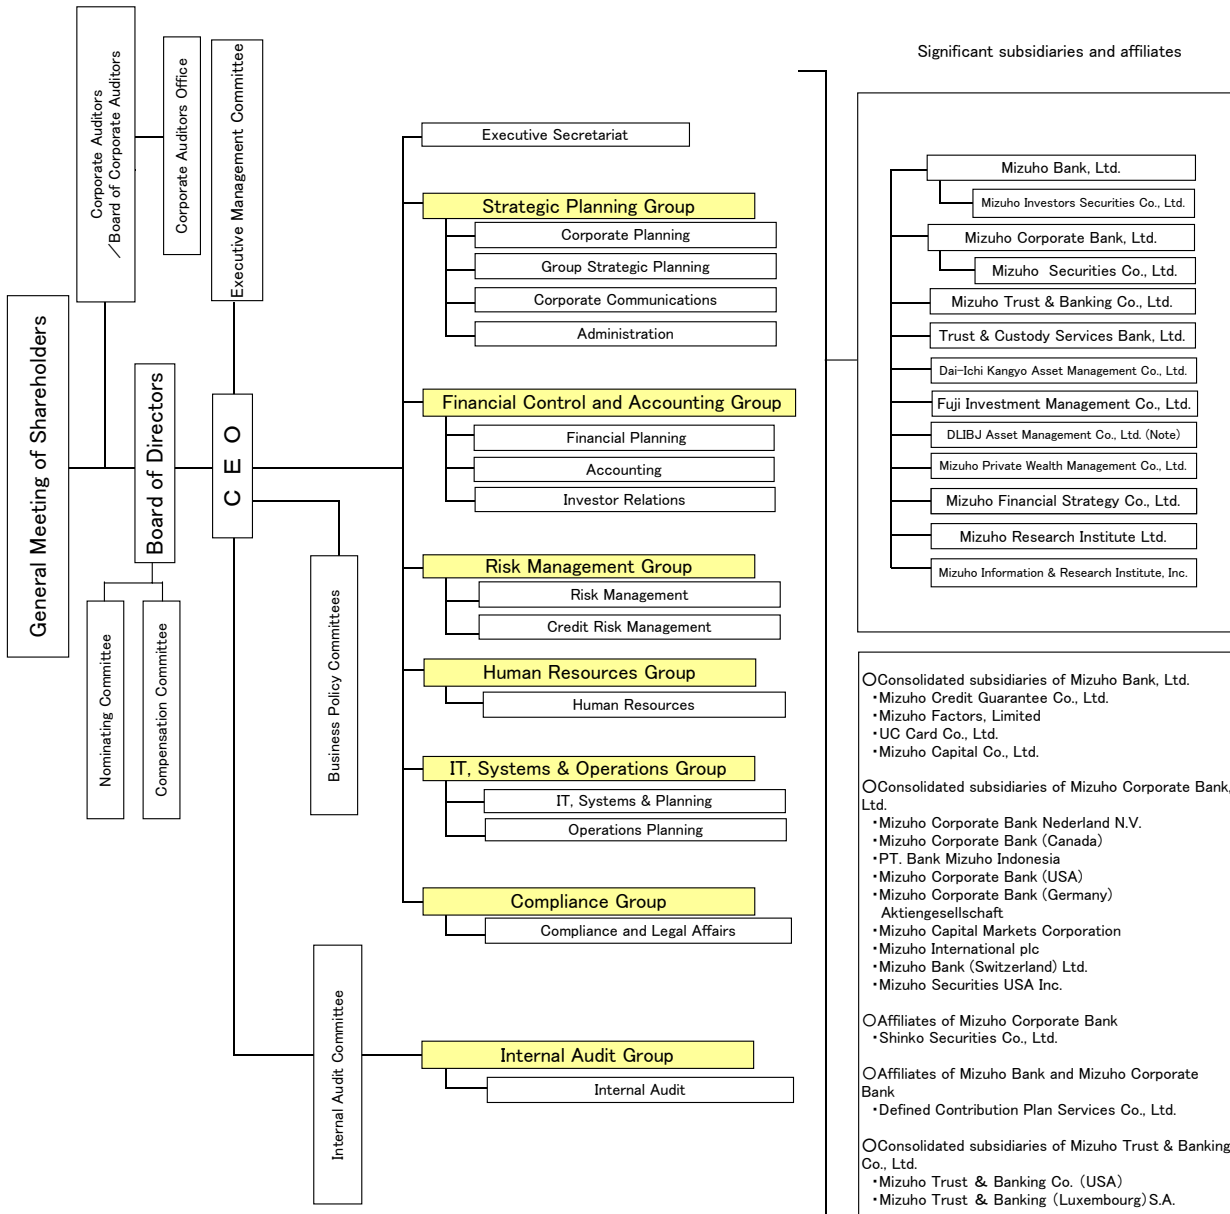 Significant subsidiaries and affiliates
Corporate Auditors
／Board of Corporate Auditors
Corporate Auditors Office
Executive Management Committee
General Meeting of Shareholders
Board of Directors
C E O
Nominating Committee
Compensation Committee
Business Policy Committees
Internal Audit Committee
Executive Secretariat
Strategic Planning Group
Corporate Planning
Group Strategic Planning
Corporate Communications
Administration
Financial Control and Accounting Group
Financial Planning
Accounting
Investor Relations
Risk Management Group
Risk Management
Credit Risk Management
Human Resources Group
Human Resources
IT, Systems & Operations Group
IT, Systems & Planning
Operations Planning
Compliance Group
Compliance and Legal Affairs
Internal Audit Group
Internal Audit
Mizuho Bank, Ltd.
Mizuho Investors Securities Co., Ltd.
Mizuho Corporate Bank, Ltd.
Mizuho Securities Co., Ltd.
Mizuho Trust & Banking Co., Ltd.
Trust & Custody Services Bank, Ltd.
Dai-Ichi Kangyo Asset Management Co., Ltd.
Fuji Investment Management Co., Ltd.
DLIBJ Asset Management Co., Ltd. (Note)
Mizuho Private Wealth Management Co., Ltd.
Mizuho Financial Strategy Co., Ltd.
Mizuho Research Institute Ltd.
Mizuho Information & Research Institute, Inc.
○Consolidated subsidiaries of Mizuho Bank, Ltd.
・Mizuho Credit Guarantee Co., Ltd.
・Mizuho Factors, Limited
・UC Card Co., Ltd.
・Mizuho Capital Co., Ltd.
○Consolidated subsidiaries of Mizuho Corporate Bank,
Ltd.
・Mizuho Corporate Bank Nederland N.V.
・Mizuho Corporate Bank (Canada)
・PT. Bank Mizuho Indonesia
・Mizuho Corporate Bank (USA)
・Mizuho Corporate Bank (Germany)
Aktiengesellschaft
・Mizuho Capital Markets Corporation
・Mizuho International plc
・Mizuho Bank (Switzerland) Ltd.
・Mizuho Securities USA Inc.
○Affiliates of Mizuho Corporate Bank
・Shinko Securities Co., Ltd.
○Affiliates of Mizuho Bank and Mizuho Corporate
Bank
・Defined Contribution Plan Services Co., Ltd.
○Consolidated subsidiaries of Mizuho Trust & Banking
Co., Ltd.
・Mizuho Trust & Banking Co. (USA)
・Mizuho Trust & Banking (Luxembourg) S.A.